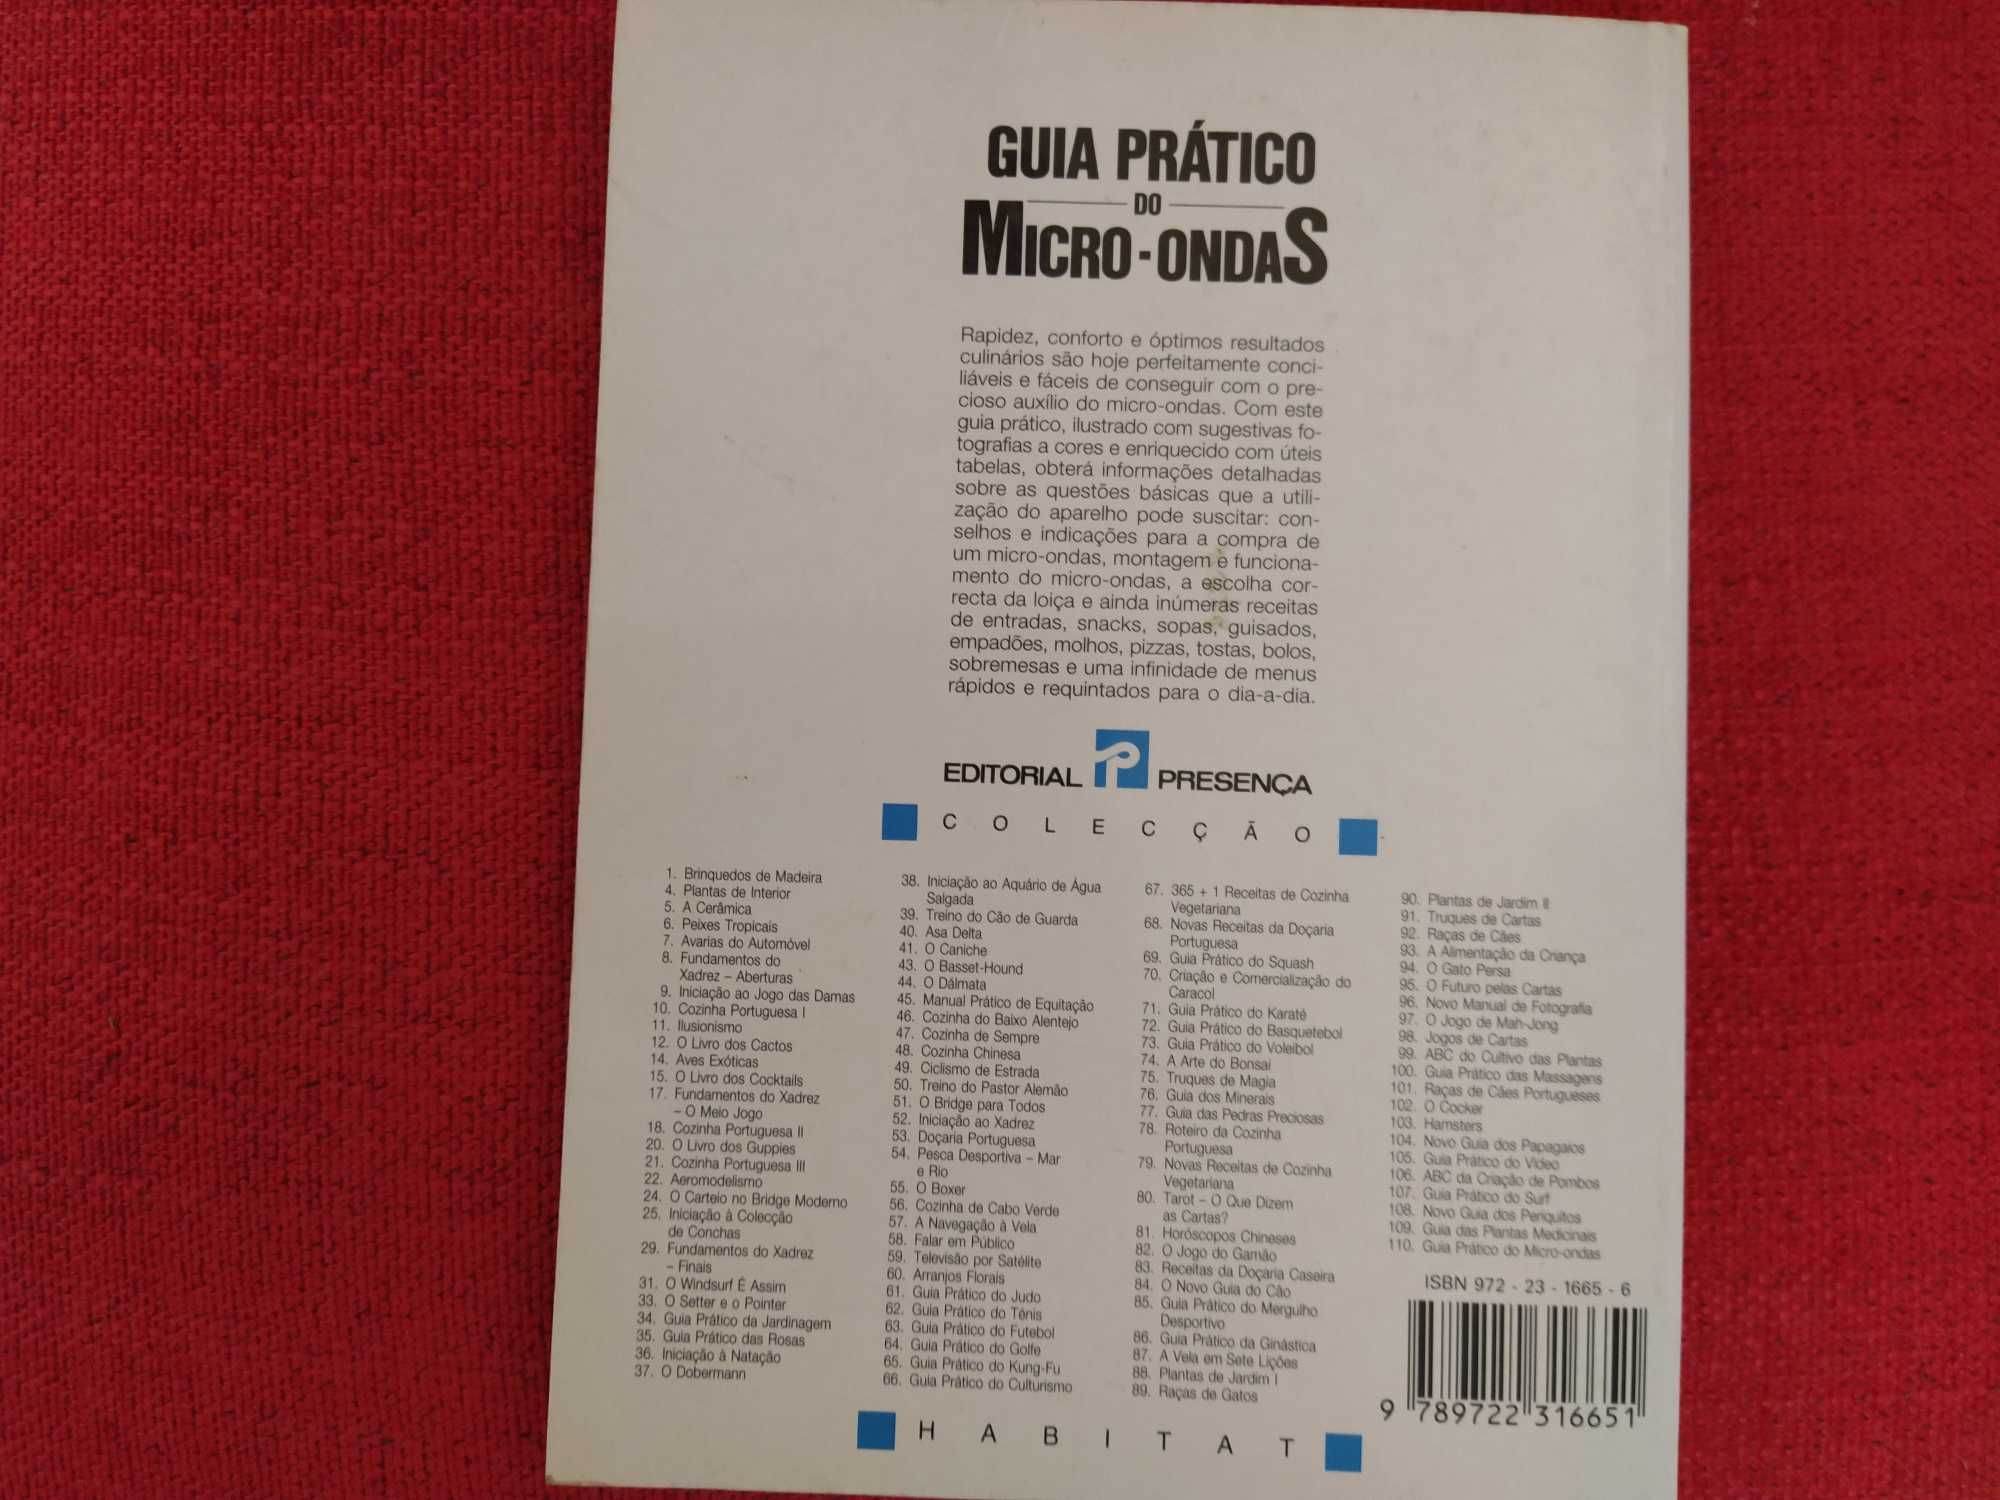 GUIA PRÁTICO
DO
MICRO-ONDAS
Rapidez, conforto e óptimos resultados
culinários são hoje perfeitamente conci-
liáveis e fáceis de conseguir com o pre-
cioso auxílio do micro-ondas. Com este
guia prático, ilustrado com sugestivas fo-
tografias a cores e enriquecido com úteis
tabelas, obterá informações detalhadas
sobre as questões básicas que a utili-
zação do aparelho pode suscitar: con-
selhos e indicações para a compra de
um micro-ondas, montagem e funciona-
mento do micro-ondas, a escolha cor-
recta da loiça e ainda inúmeras receitas
de entradas, snacks, sopas, guisados,
empadões, molhos, pizzas, tostas, bolos,
sobremesas e uma infinidade de menus
rápidos e requintados para o dia-a-dia.
EDITORIAL PRESENÇA
COLECÇÃO
1. Brinquedos de Madeira
4. Plantas de Interior
5. A Cerâmica
6. Peixes Tropicais
7. Avarias do Automóvel
8. Fundamentos do
Xadrez – Aberturas
9. Iniciação ao Jogo das Damas
10. Cozinha Portuguesa I
11. Ilusionismo
12. O Livro dos Cactos
14. Aves Exóticas
15. O Livro dos Cocktails
17. Fundamentos do Xadrez
– O Meio Jogo
18. Cozinha Portuguesa II
20. O Livro dos Guppies
21. Cozinha Portuguesa III
22. Aeromodelismo
24. O Carteio no Bridge Moderno
25. Iniciação à Colecção
de Conchas
29. Fundamentos do Xadrez
– Finais
31. O Windsurf É Assim
33. O Setter e o Pointer
34. Guia Prático da Jardinagem
35. Guia Prático das Rosas
36. Iniciação à Natação
37. O Dobermann
38. Iniciação ao Aquário de Água
Salgada
39. Treino do Cão de Guarda
40. Asa Delta
41. O Caniche
43. O Basset-Hound
44. O Dálmata
45. Manual Prático de Equitação
46. Cozinha do Baixo Alentejo
47. Cozinha de Sempre
48. Cozinha Chinesa
49. Ciclismo de Estrada
50. Treino do Pastor Alemão
51. O Bridge para Todos
52. Iniciação ao Xadrez
53. Doçaria Portuguesa
54. Pesca Desportiva – Mar
e Rio
55. O Boxer
56. Cozinha de Cabo Verde
57. A Navegação à Vela
58. Falar em Público
59. Televisão por Satélite
60. Arranjos Florais
61. Guia Prático do Judo
62. Guia Prático do Ténis
63. Guia Prático do Futebol
64. Guia Prático do Golfe
65. Guia Prático do Kung-Fu
66. Guia Prático do Culturismo
67. 365 + 1 Receitas de Cozinha
Vegetariana
68. Novas Receitas da Doçaria
Portuguesa
69. Guia Prático do Squash
70. Criação e Comercialização do
Caracol
71. Guia Prático do Karaté
72. Guia Prático do Basquetebol
73. Guia Prático do Voleibol
74. A Arte do Bonsai
75. Truques de Magia
76. Guia dos Minerais
77. Guia das Pedras Preciosas
78. Roteiro da Cozinha
Portuguesa
79. Novas Receitas de Cozinha
Vegetariana
80. Tarot – O Que Dizem
as Cartas?
81. Horóscopos Chineses
82. O Jogo do Gamão
83. Receitas da Doçaria Caseira
84. O Novo Guia do Cão
85. Guia Prático do Mergulho
Desportivo
86. Guia Prático da Ginástica
87. A Vela em Sete Lições
88. Plantas de Jardim I
89. Raças de Gatos
90. Plantas de Jardim II
91. Truques de Cartas
92. Raças de Cães
93. A Alimentação da Criança
94. O Gato Persa
95. O Futuro pelas Cartas
96. Novo Manual de Fotografia
97. O Jogo de Mah-Jong
98. Jogos de Cartas
99. ABC do Cultivo das Plantas
100. Guia Prático das Massagens
101. Raças de Cães Portugueses
102. O Cocker
103. Hamsters
104. Novo Guia dos Papagaios
105. Guia Prático do Vídeo
106. ABC da Criação de Pombos
107. Guia Prático do Surf
108. Novo Guia dos Periquitos
109. Guia das Plantas Medicinais
110. Guia Prático do Micro-ondas
ISBN 972 - 23 - 1665 - 6
9 789722 316651
HABITAT